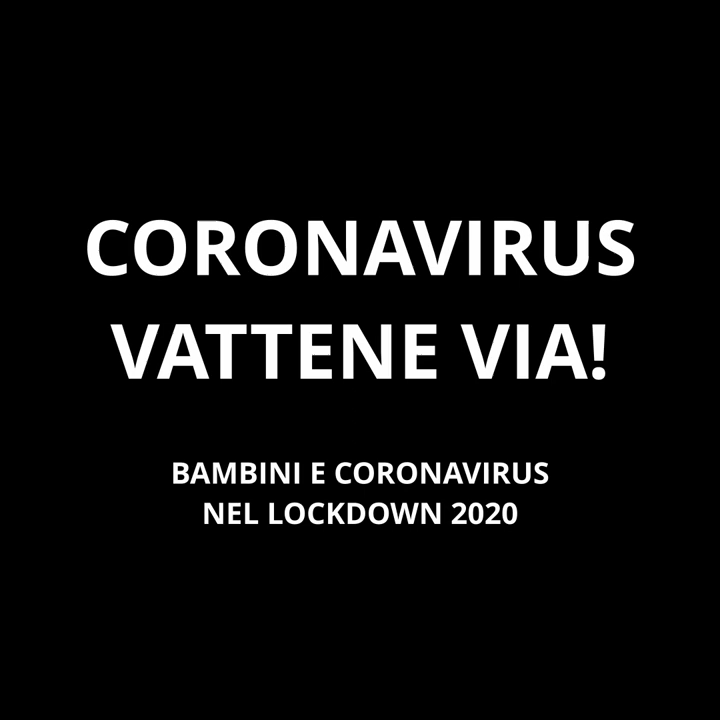 CORONAVIRUS
VATTENE VIA!
BAMBINI E CORONAVIRUS
NEL LOCKDOWN 2020